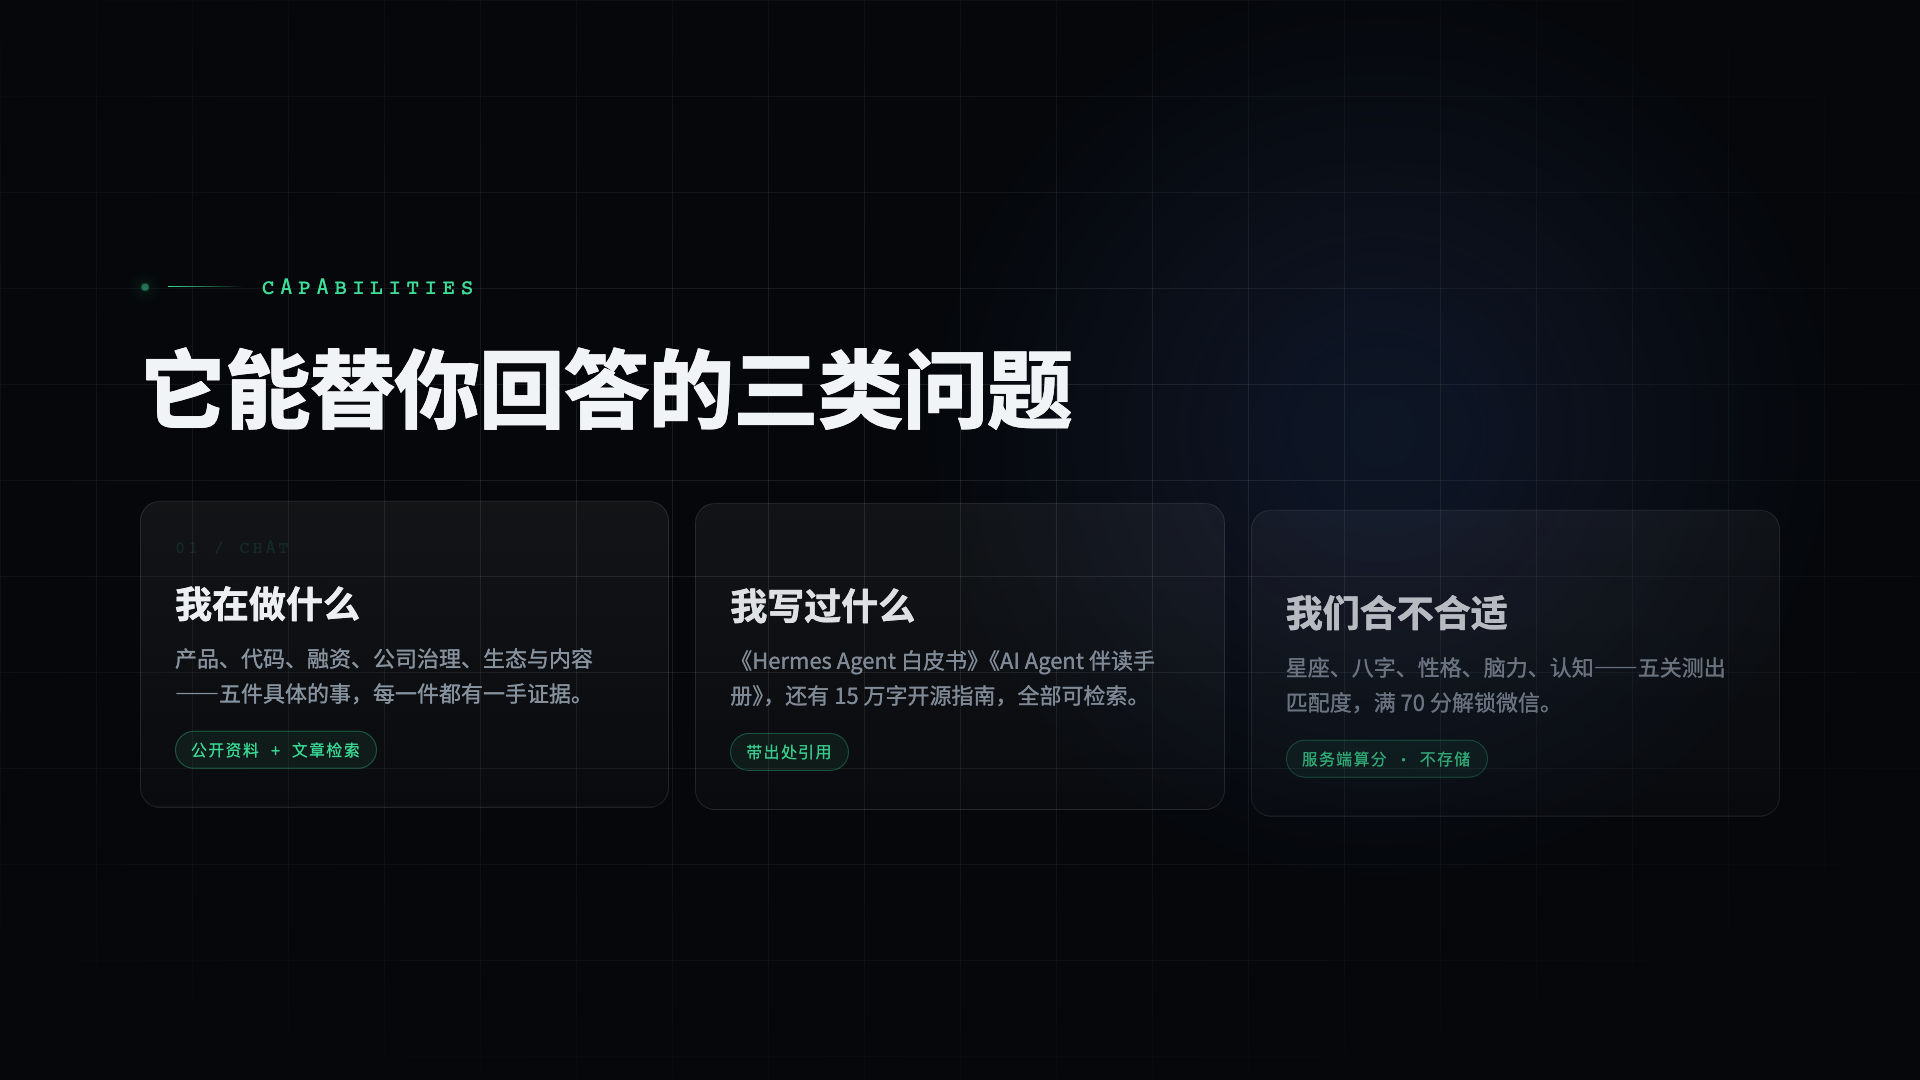 CAPABILITIES
它能替你回答的三类问题
01 / CHAT
我在做什么
产品、代码、融资、公司治理、生态与内容
——五件具体的事，每一件都有一手证据。
公开资料 + 文章检索
我写过什么
《Hermes Agent 白皮书》《AI Agent 伴读手
册》，还有 15 万字开源指南，全部可检索。
带出处引用
我们合不合适
星座、八字、性格、脑力、认知——五关测出
匹配度，满 70 分解锁微信。
服务端算分 · 不存储